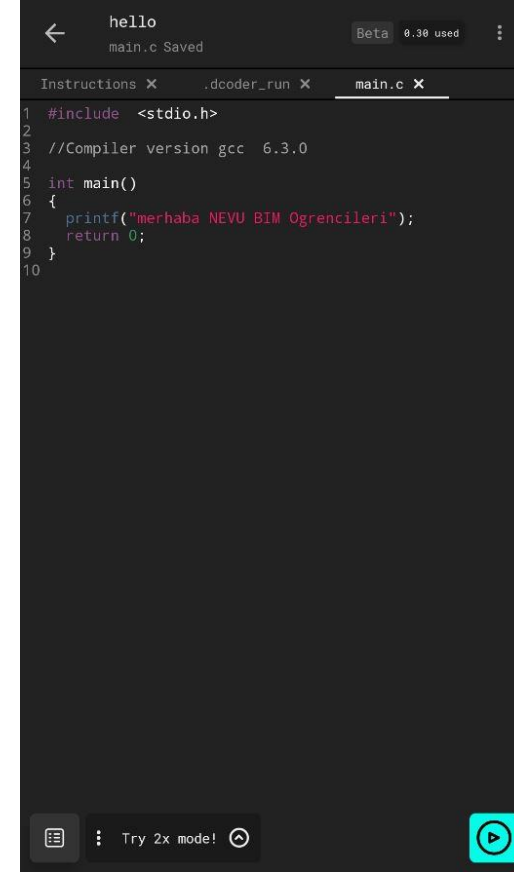 hello
main.c Saved
Beta 0.30 used
Instructions ✕ .dcoder_run ✕ main.c ✕
1 #include <stdio.h>
2
3 //Compiler version gcc 6.3.0
4
5 int main()
6 {
7 printf("merhaba NEVU BIM Ogrencileri");
8 return 0;
9 }
10
Try 2x mode!